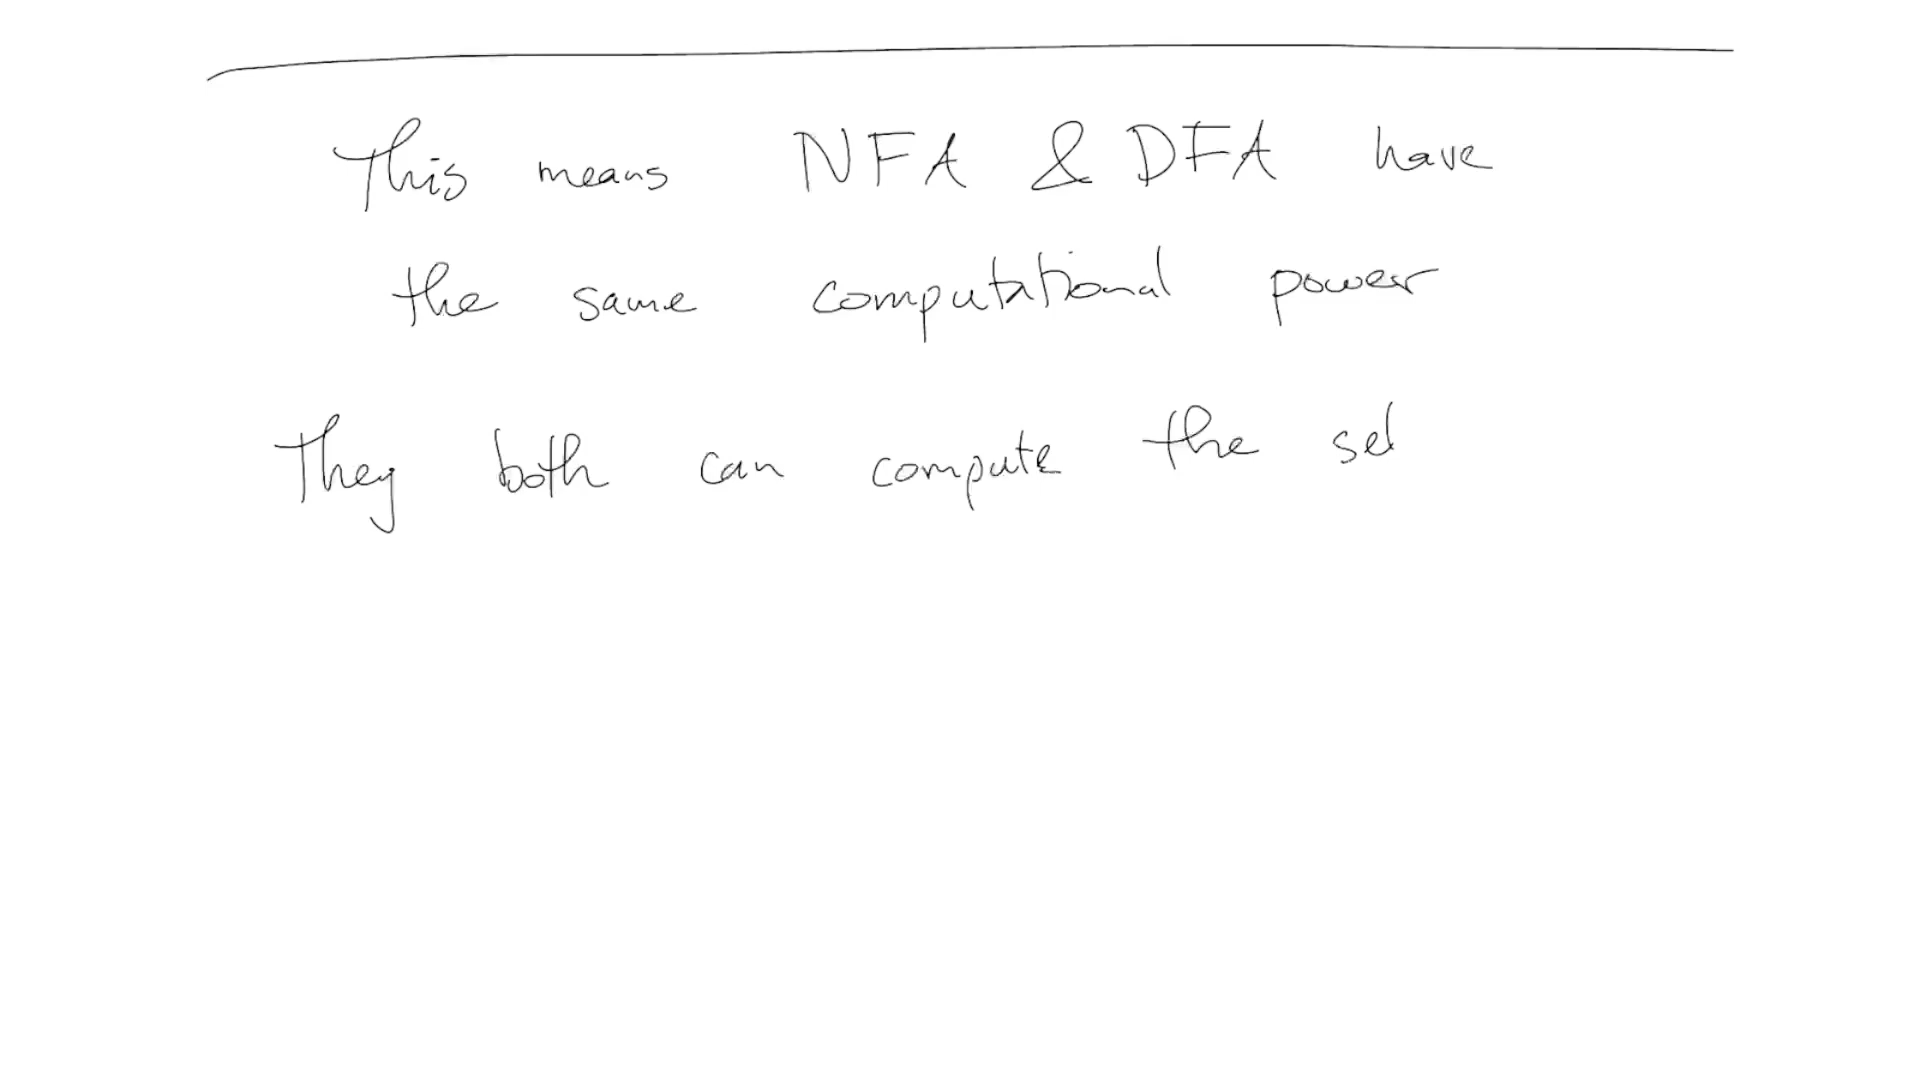 This means NFA & DFA have
the same computational power
They both can compute the set